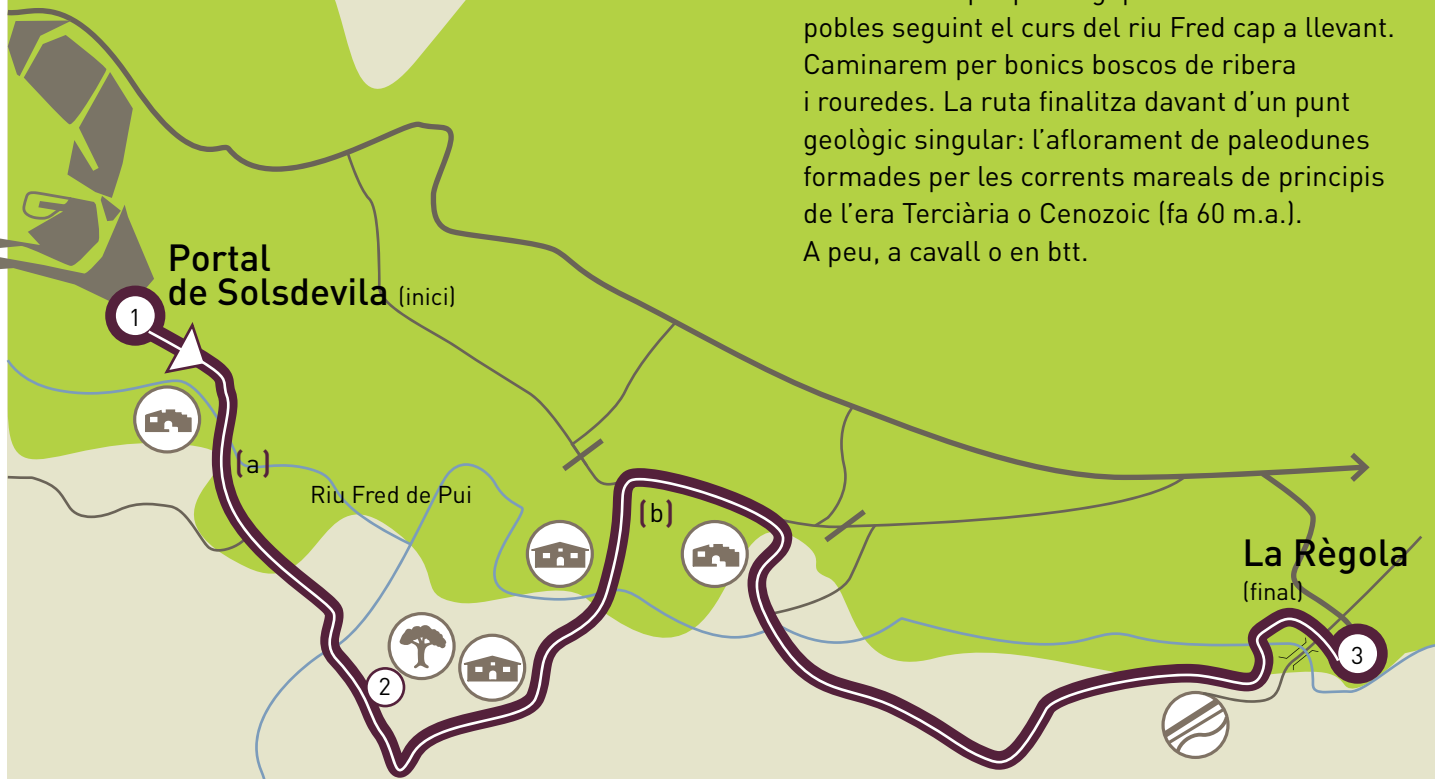 pobles seguint el curs del riu Fred cap a llevant.
Caminarem per bonics boscos de ribera
i rouredes. La ruta finalitza davant d’un punt
geològic singular: l’aflorament de paleodunes
formades per les corrents mareals de principis
de l’era Terciària o Cenozoic (fa 60 m.a.).
A peu, a cavall o en btt.
Portal
de Solsdevila (inici)
1
(a)
Riu Fred de Pui
(b)
La Règola
(final)
2
3